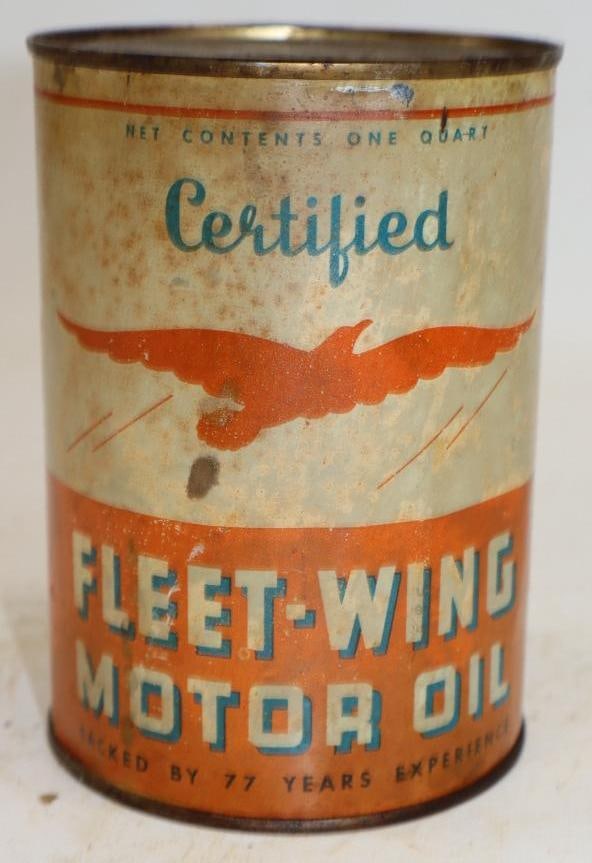 NET CONTENTS ONE QUART
Certified
FLEET-WING
MOTOR OIL
BACKED BY 77 YEARS EXPERIENCE